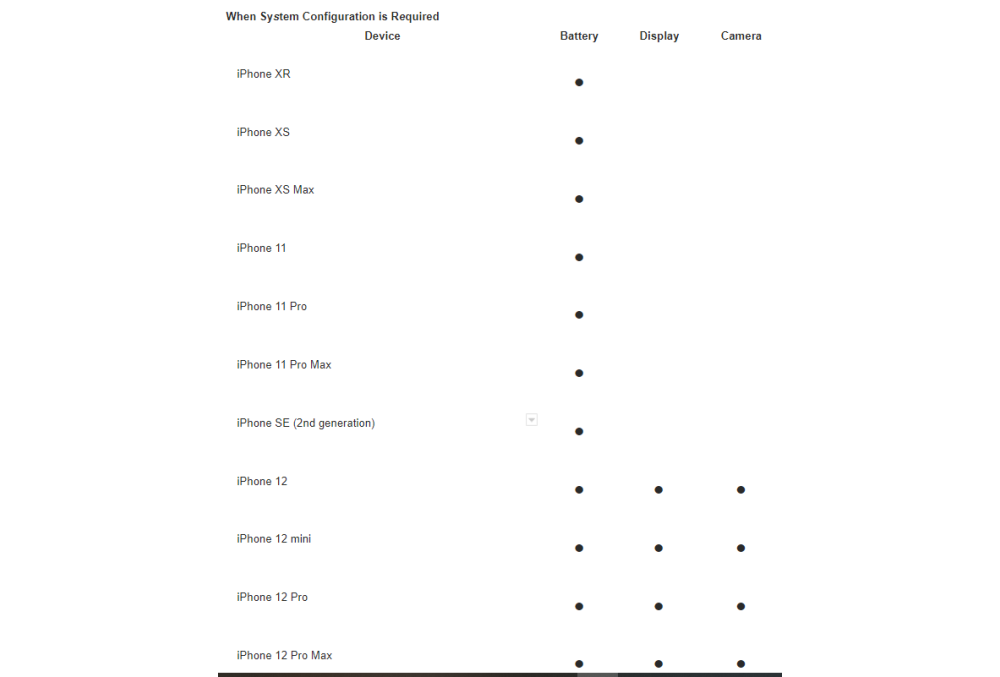 When System Configuration is Required
Device Battery Display Camera
iPhone XR ●
iPhone XS ●
iPhone XS Max ●
iPhone 11 ●
iPhone 11 Pro ●
iPhone 11 Pro Max ●
iPhone SE (2nd generation) ●
iPhone 12 ● ● ●
iPhone 12 mini ● ● ●
iPhone 12 Pro ● ● ●
iPhone 12 Pro Max ● ● ●